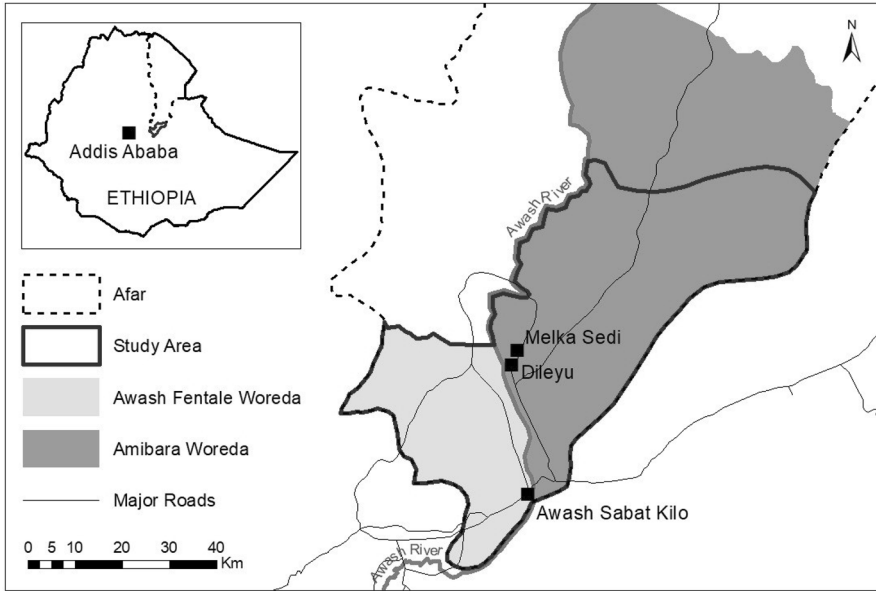 Addis Ababa
ETHIOPIA
Afar
Study Area
Awash Fentale Woreda
Amibara Woreda
Major Roads
0 5 10 20 30 40
Km
N
Awash River
Melka Sedi
Dileyu
Awash Sabat Kilo
Awash River